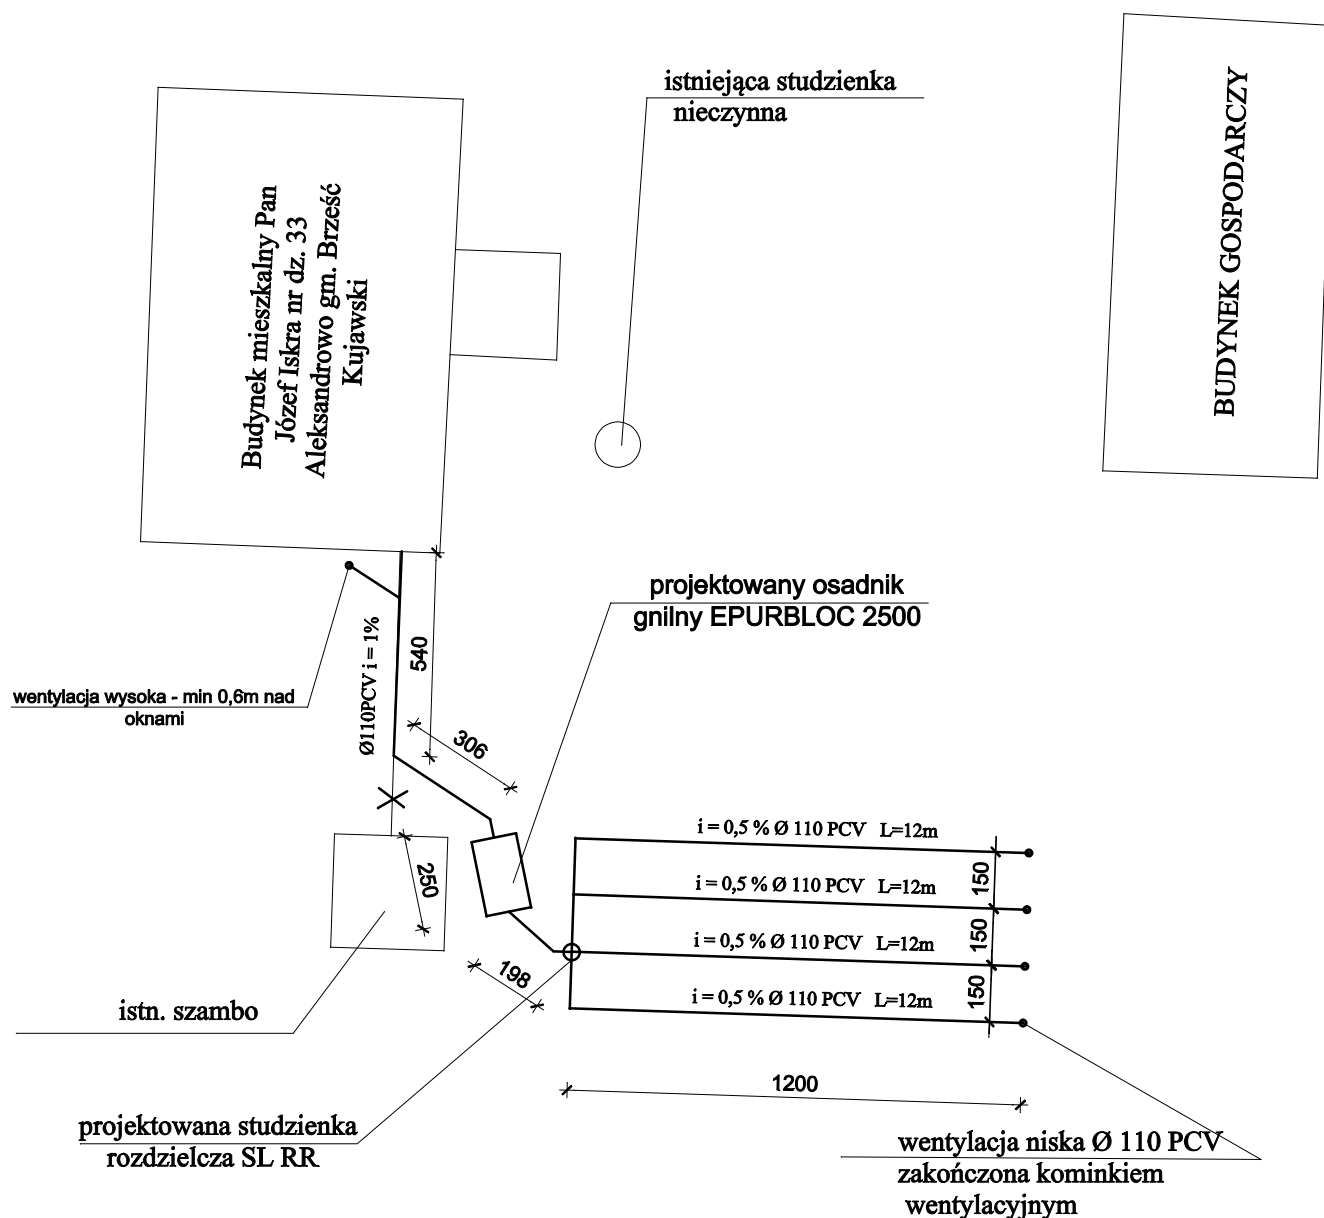 istniejąca studzienka
nieczynna
BUDYNEK GOSPODARCZY
Budynek mieszkalny Pan
Józef Iskra nr dz. 33
Aleksandrowo gm. Brześć
Kujawski
projektowany osadnik
gnilny EPURBLOC 2500
Ø110PCV i = 1%
540
wentylacja wysoka - min 0,6m nad
oknami
306
i = 0,5 % Ø 110 PCV L=12m
150
i = 0,5 % Ø 110 PCV L=12m
250
150
i = 0,5 % Ø 110 PCV L=12m
198
150
i = 0,5 % Ø 110 PCV L=12m
istn. szambo
1200
projektowana studzienka
rozdzielcza SL RR
wentylacja niska Ø 110 PCV
zakończona kominkiem
wentylacyjnym